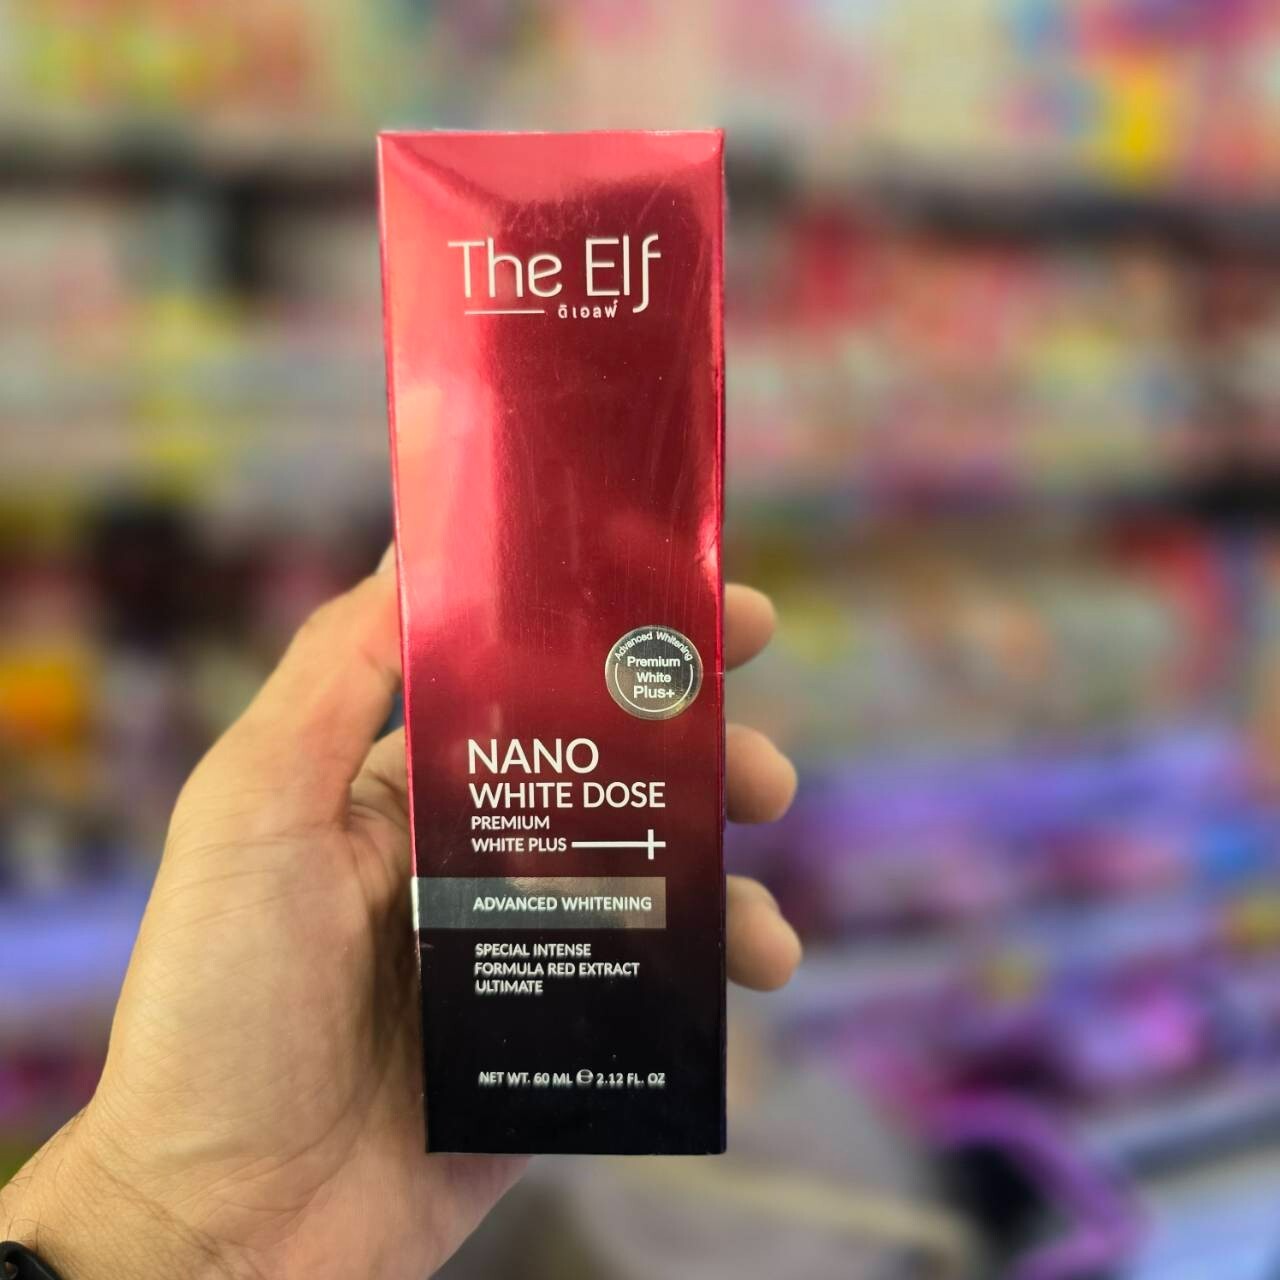 The Elf
ดิเอลฟ์
Advanced Whitening
Premium
White
Plus+
NANO
WHITE DOSE
PREMIUM
WHITE PLUS
ADVANCED WHITENING
SPECIAL INTENSE
FORMULA RED EXTRACT
ULTIMATE
NET WT. 60 ML ℮ 2.12 FL. OZ